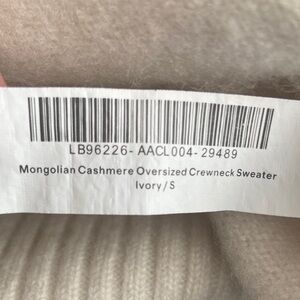 LB96226- AACL004- 29489
Mongolian Cashmere Oversized Crewneck Sweater
Ivory / S